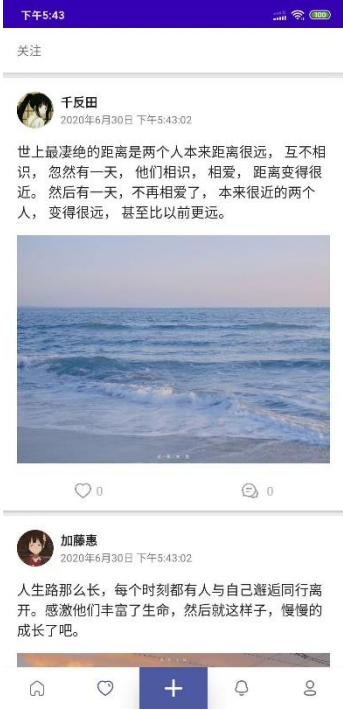 下午5:43
100
关注
千反田
2020年6月30日 下午5:43:02
世上最凄绝的距离是两个人本来距离很远， 互不相
识， 忽然有一天， 他们相识， 相爱， 距离变得很
近。 然后有一天， 不再相爱了， 本来很近的两个
人， 变得很远， 甚至比以前更远。
0
0
加藤惠
2020年6月30日 下午5:43:02
人生路那么长，每个时刻都有人与自己邂逅同行离
开。感激他们丰富了生命，然后就这样子，慢慢的
成长了吧。